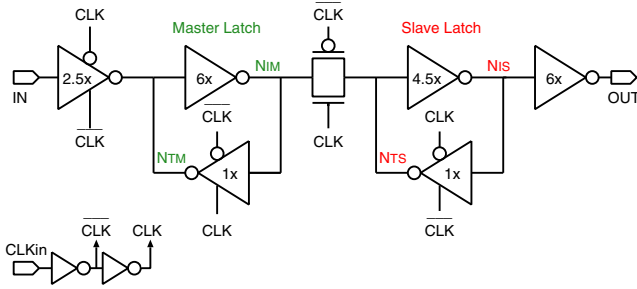 CLK
CLK
Master Latch
Slave Latch
2.5x
6x
NIM
4.5x
NIS
6x
IN
OUT
CLK
CLK
CLK
CLK
NTM
NTS
1x
1x
CLK
CLK
CLK
CLK
CLKin